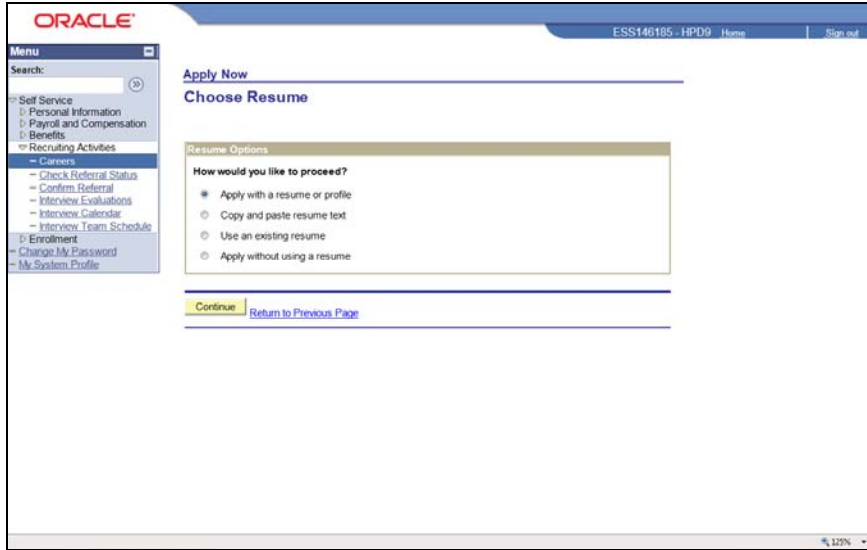 ORACLE
ESS146185 - HPD9 Home Sign out
Menu
Search:
Self Service
Personal Information
Payroll and Compensation
Benefits
Recruiting Activities
Careers
Check Referral Status
Confirm Referral
Interview Evaluations
Interview Calendar
Interview Team Schedule
Enrollment
Change My Password
My System Profile
Apply Now
Choose Resume
Resume Options
How would you like to proceed?
Apply with a resume or profile
Copy and paste resume text
Use an existing resume
Apply without using a resume
Continue Return to Previous Page
125%